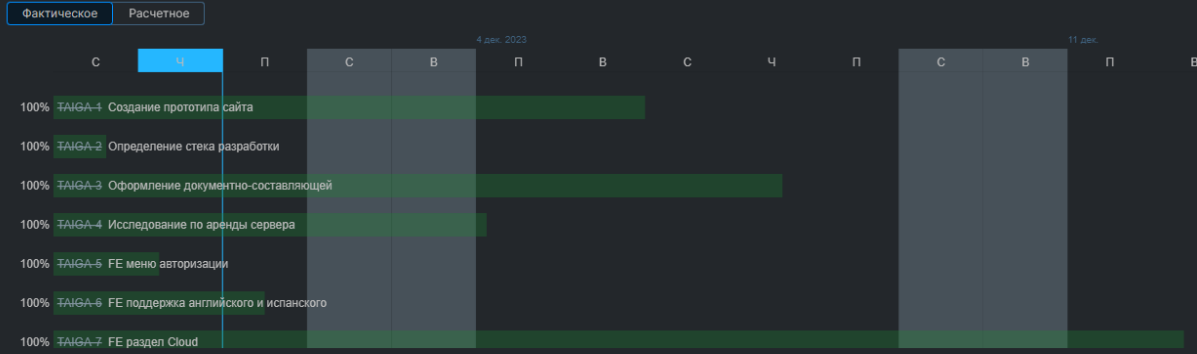 Фактическое Расчетное
4 дек. 2023 11 дек.
С Ч П С В П В С Ч П С В П В
100% TAIGA-1 Создание прототипа сайта
100% TAIGA-2 Определение стека разработки
100% TAIGA-3 Оформление документно-составляющей
100% TAIGA-4 Исследование по аренды сервера
100% TAIGA-5 FE меню авторизации
100% TAIGA-6 FE поддержка английского и испанского
100% TAIGA-7 FE раздел Cloud